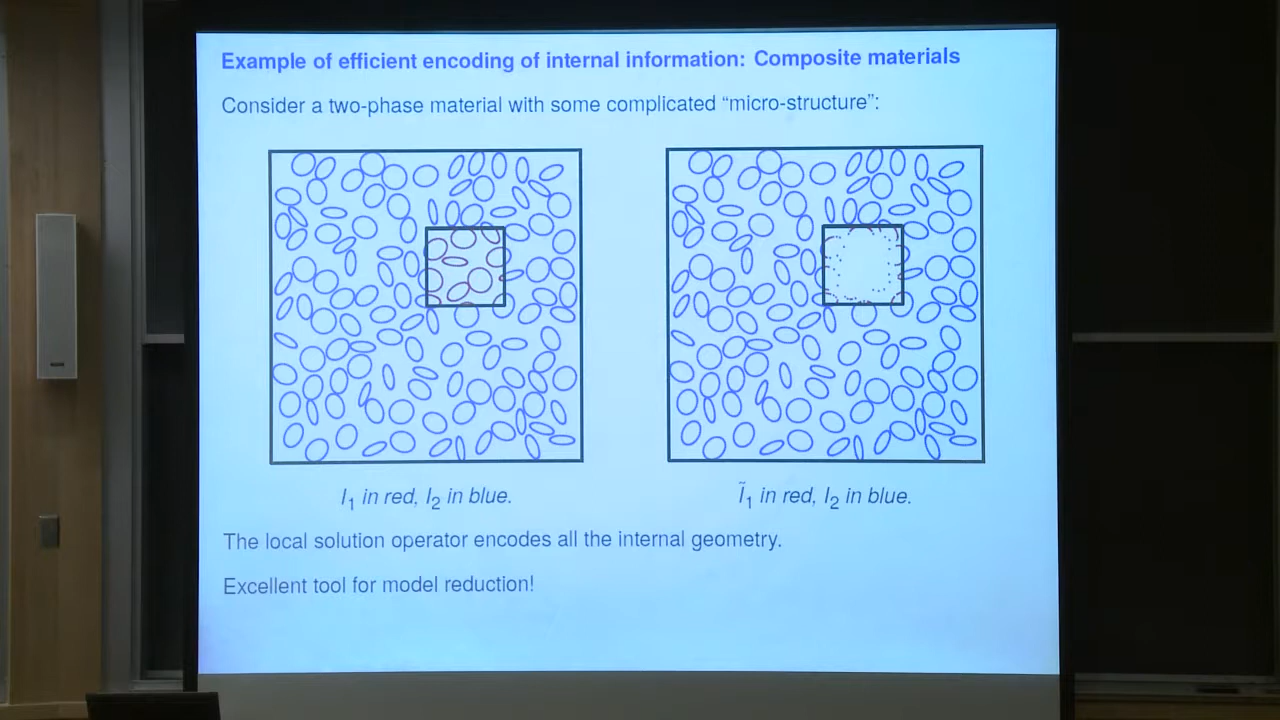 Example of efficient encoding of internal information: Composite materials
Consider a two-phase material with some complicated “micro-structure”:
I₁ in red, I₂ in blue.
Ĩ₁ in red, I₂ in blue.
The local solution operator encodes all the internal geometry.
Excellent tool for model reduction!